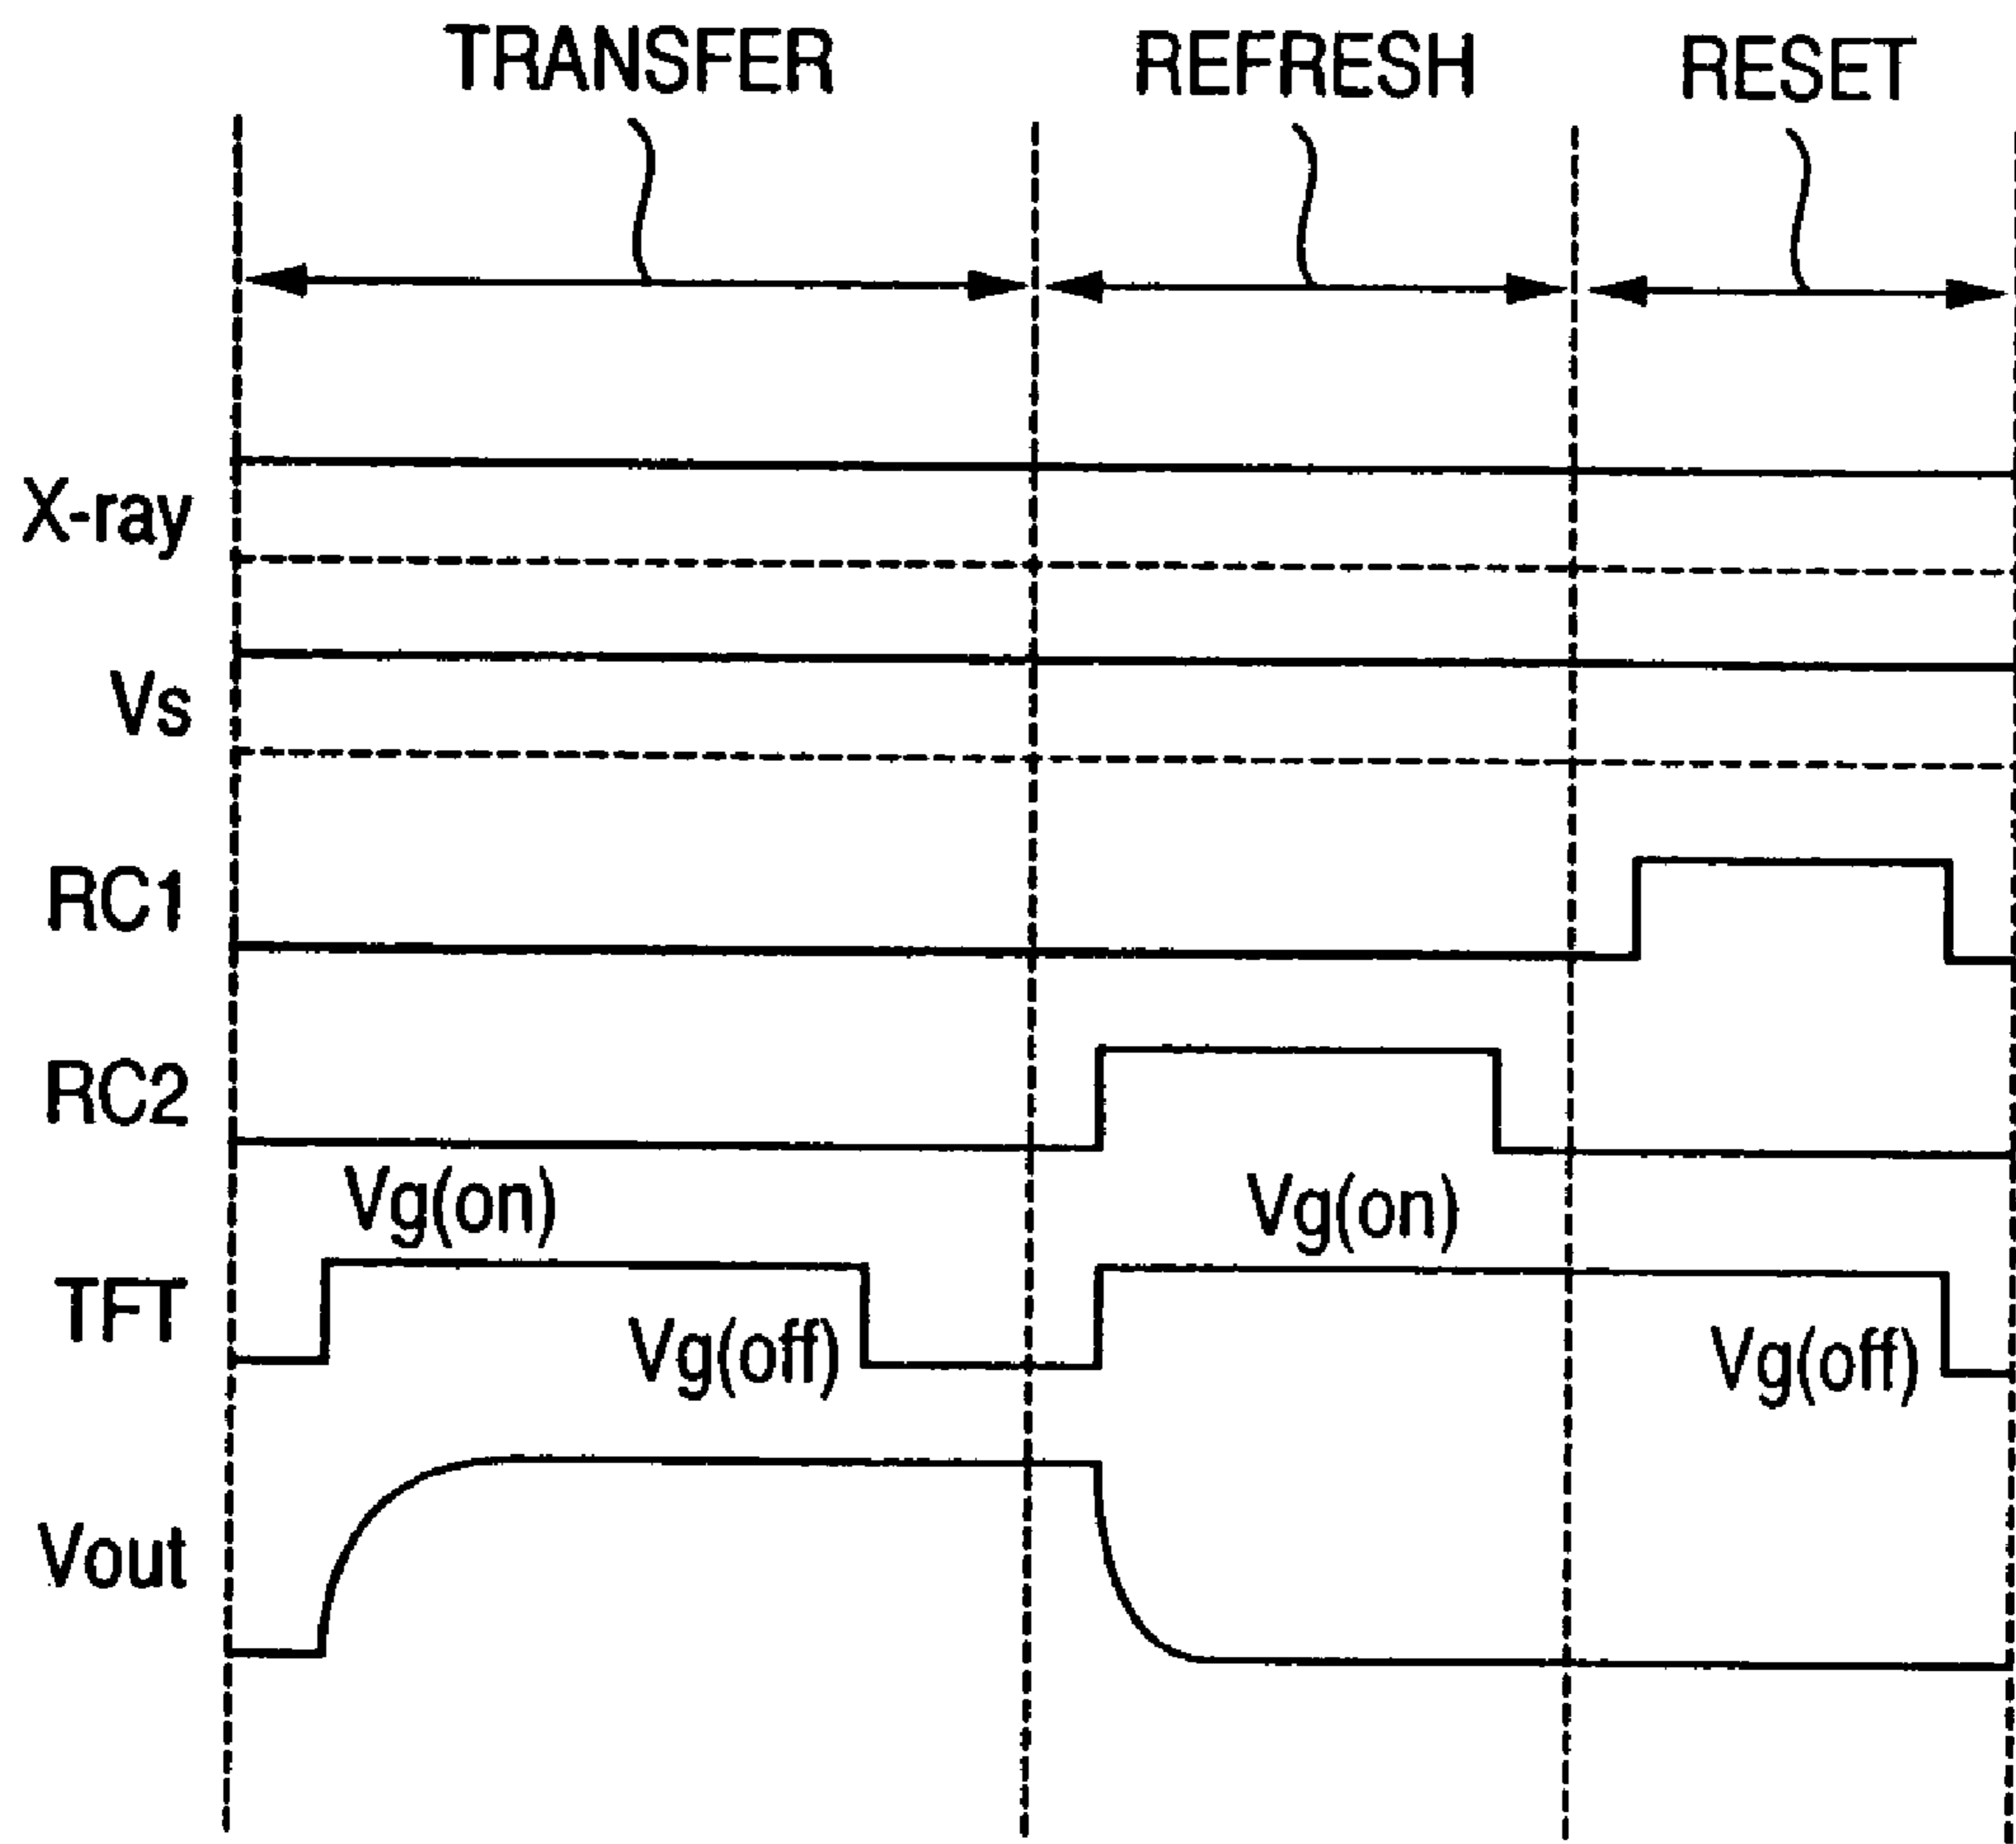 TRANSFER REFRESH RESET
X-ray
Vs
RC1
RC2
Vg(on) Vg(on)
TFT
Vg(off) Vg(off)
Vout